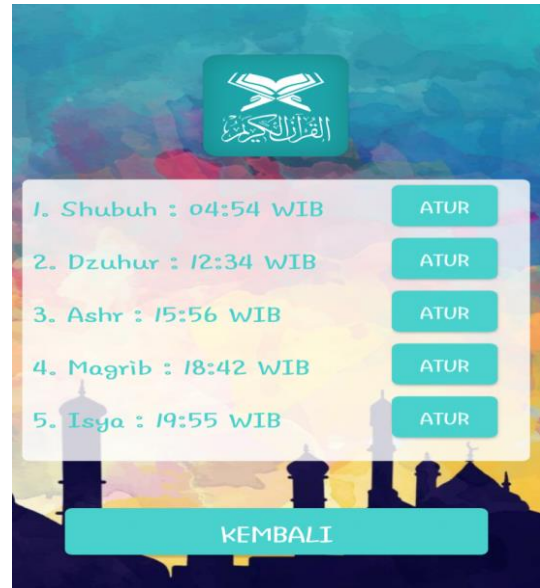 القرآن الكريم
1. Shubuh : 04:54 WIB
ATUR
2. Dzuhur : 12:34 WIB
ATUR
3. Ashr : 15:56 WIB
ATUR
4. Magrib : 18:42 WIB
ATUR
5. Isya : 19:55 WIB
ATUR
KEMBALI